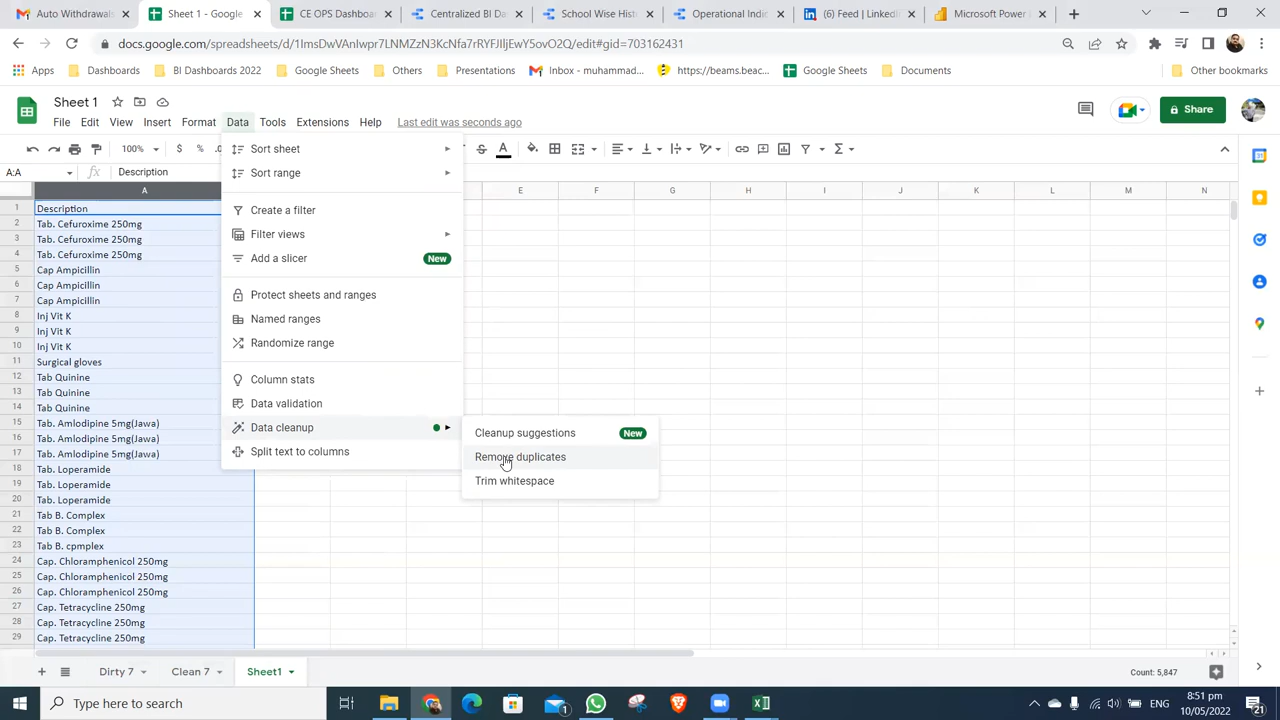 Auto Withdrawa
Sheet 1 - Google
CE OPS Dashboa
Centralized BI Da
School Wise Hist
Operational Indic
(6) Feed | LinkedI
Microsoft Power
docs.google.com/spreadsheets/d/1ImsDwVAnIwpr7LNMZzN3KcNfa7rRYFJIljEwY5vvO2Q/edit#gid=703162431
Apps
Dashboards
BI Dashboards 2022
Google Sheets
Others
Presentations
Inbox - muhammad...
https://beams.beac...
Google Sheets
Documents
Other bookmarks
Sheet 1
File Edit View Insert Format Data Tools Extensions Help Last edit was seconds ago
Share
100%
$ % .0
A:A
fx
Description
A E F G H I J K L M N
1 Description
2 Tab. Cefuroxime 250mg
3 Tab. Cefuroxime 250mg
4 Tab. Cefuroxime 250mg
5 Cap Ampicillin
6 Cap Ampicillin
7 Cap Ampicillin
8 Inj Vit K
9 Inj Vit K
10 Inj Vit K
11 Surgical gloves
12 Tab Quinine
13 Tab Quinine
14 Tab Quinine
15 Tab. Amlodipine 5mg(Jawa)
16 Tab. Amlodipine 5mg(Jawa)
17 Tab. Amlodipine 5mg(Jawa)
18 Tab. Loperamide
19 Tab. Loperamide
20 Tab. Loperamide
21 Tab B. Complex
22 Tab B. Complex
23 Tab B. cpmplex
24 Cap. Chloramphenicol 250mg
25 Cap. Chloramphenicol 250mg
26 Cap. Chloramphenicol 250mg
27 Cap. Tetracycline 250mg
28 Cap. Tetracycline 250mg
29 Cap. Tetracycline 250mg
Sort sheet
Sort range
Create a filter
Filter views
Add a slicer New
Protect sheets and ranges
Named ranges
Randomize range
Column stats
Data validation
Data cleanup
Split text to columns
Cleanup suggestions New
Remove duplicates
Trim whitespace
Dirty 7
Clean 7
Sheet1
Count: 5,847
Type here to search
1
8:51 pm
10/05/2022
21